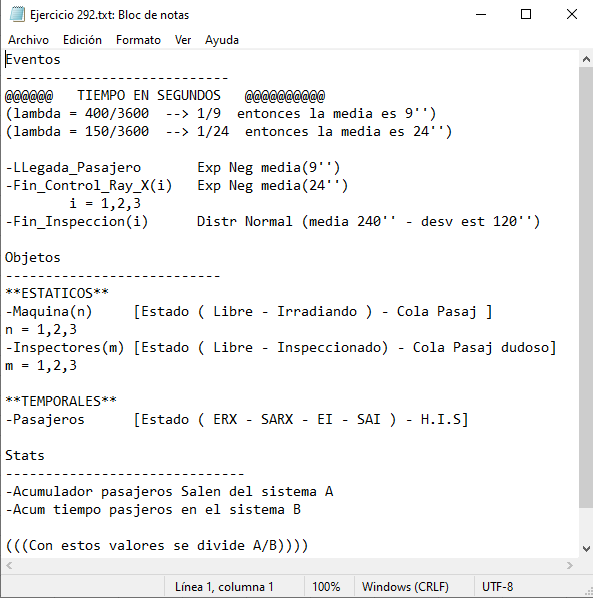 Ejercicio 292.txt: Bloc de notas
Archivo Edición Formato Ver Ayuda
Eventos
----------------------------
@@@@@@   TIEMPO EN SEGUNDOS   @@@@@@@@@@
(lambda = 400/3600  --> 1/9  entonces la media es 9'')
(lambda = 150/3600  --> 1/24  entonces la media es 24'')
-LLegada_Pasajero       Exp Neg media(9'')
-Fin_Control_Ray_X(i)   Exp Neg media(24'')
        i = 1,2,3
-Fin_Inspeccion(i)      Distr Normal (media 240'' - desv est 120'')
Objetos
---------------------------
**ESTATICOS**
-Maquina(n)     [Estado ( Libre - Irradiando ) - Cola Pasaj ]
n = 1,2,3
-Inspectores(m) [Estado ( Libre - Inspeccionado) - Cola Pasaj dudoso]
m = 1,2,3
**TEMPORALES**
-Pasajeros      [Estado ( ERX - SARX - EI - SAI ) - H.I.S]
Stats
------------------------------
-Acumulador pasajeros Salen del sistema A
-Acum tiempo pasjeros en el sistema B
(((Con estos valores se divide A/B))))
Línea 1, columna 1 100% Windows (CRLF) UTF-8